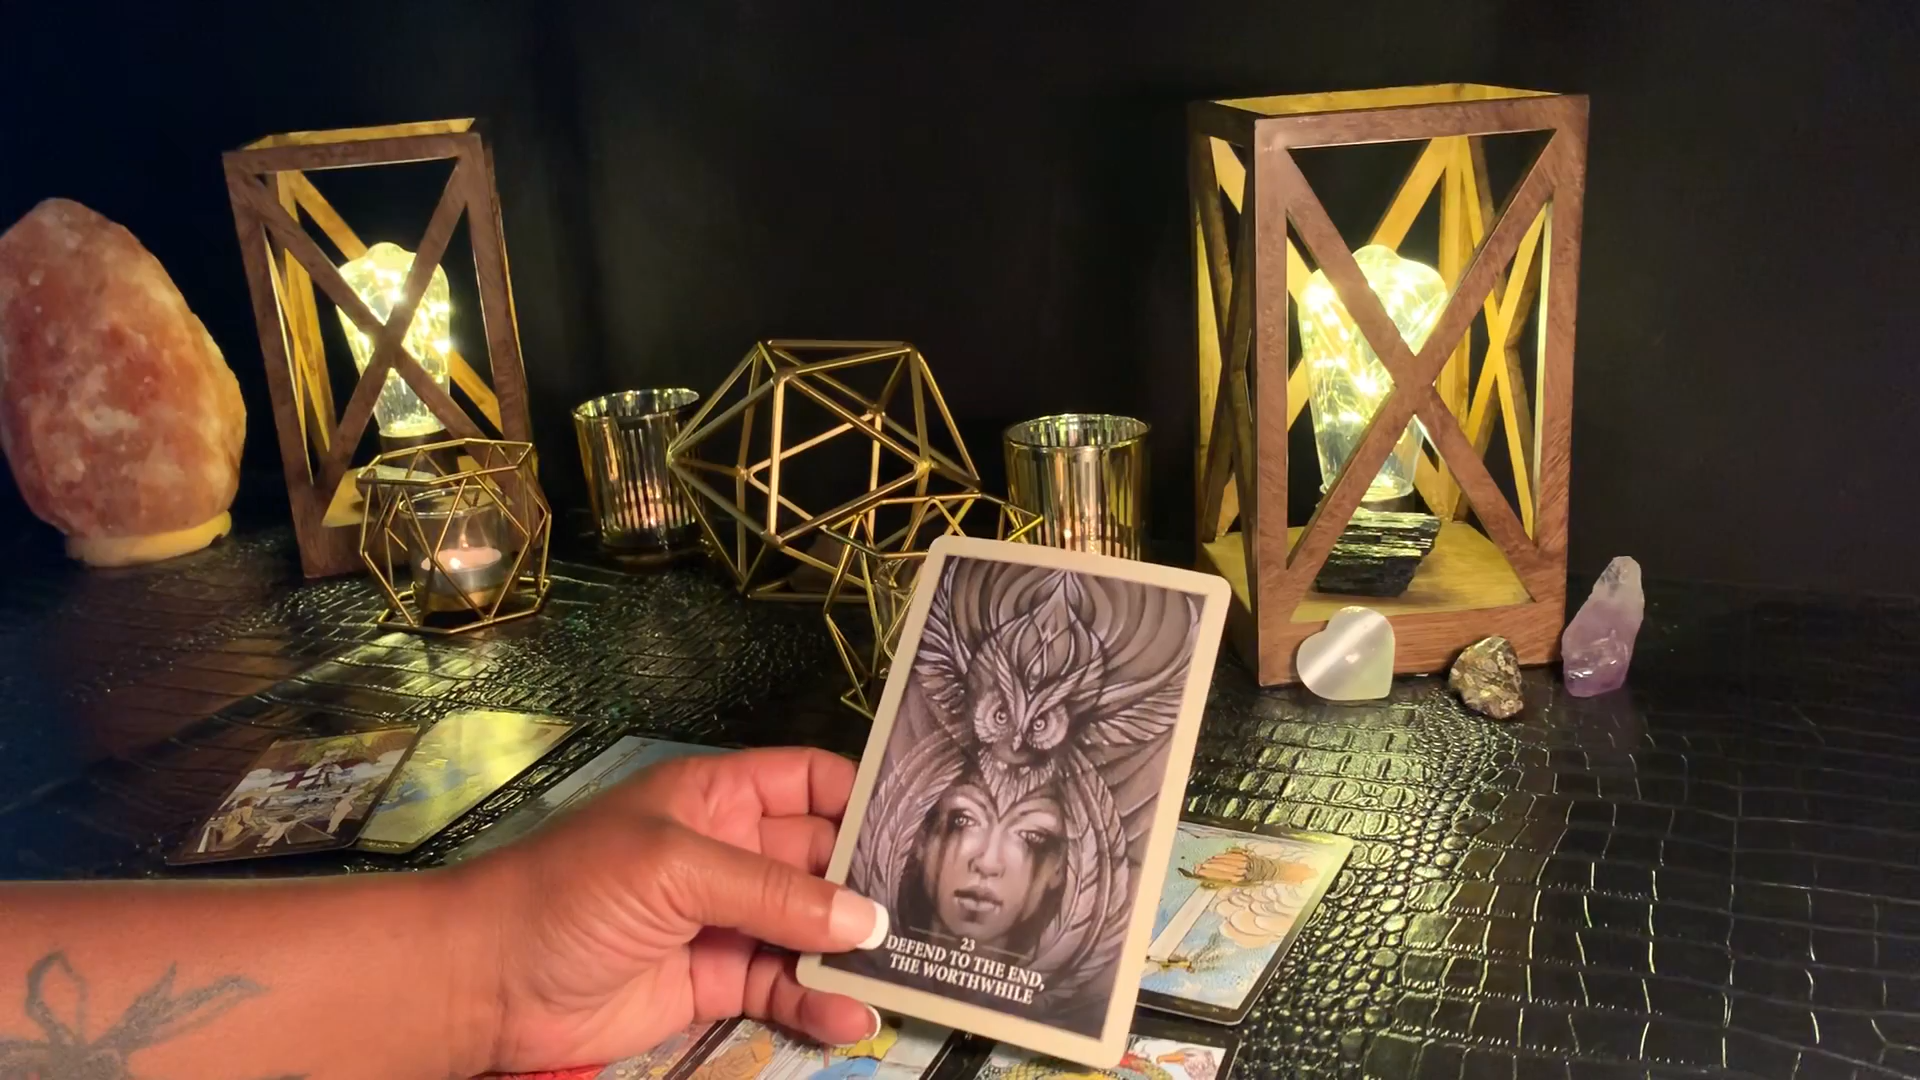 23
DEFEND TO THE END,
THE WORTHWHILE